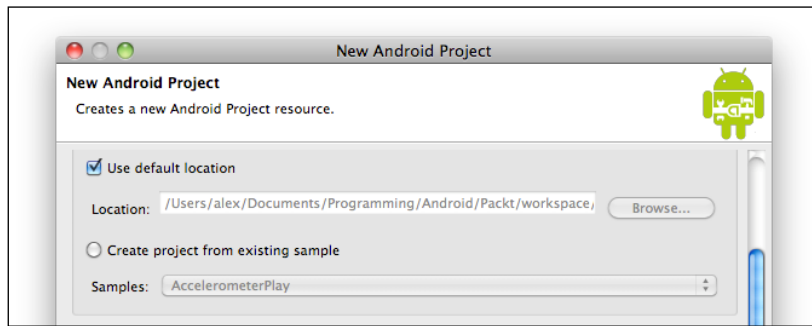 New Android Project
New Android Project
Creates a new Android Project resource.
Use default location
Location: /Users/alex/Documents/Programming/Android/Packt/workspace/ Browse...
Create project from existing sample
Samples: AccelerometerPlay